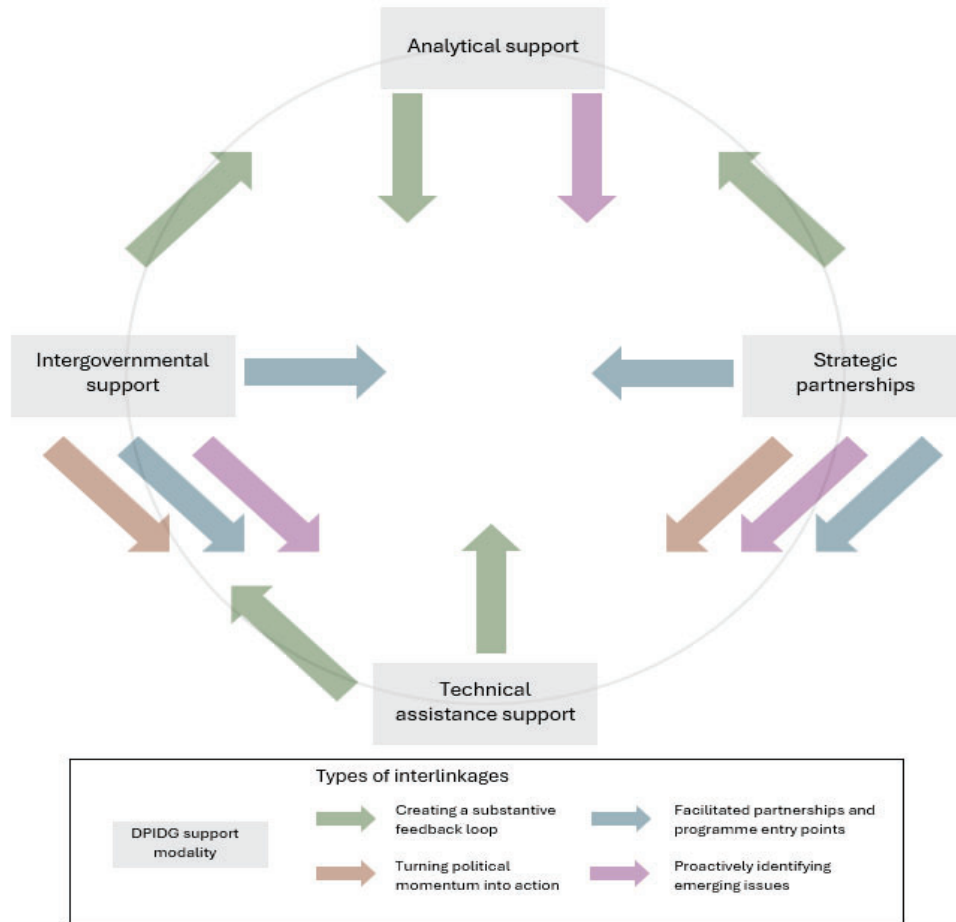 Analytical support
Intergovernmental
support
Strategic
partnerships
Technical
assistance support
Types of interlinkages
DPIDG support
modality
Creating a substantive
feedback loop
Facilitated partnerships and
programme entry points
Turning political
momentum into action
Proactively identifying
emerging issues